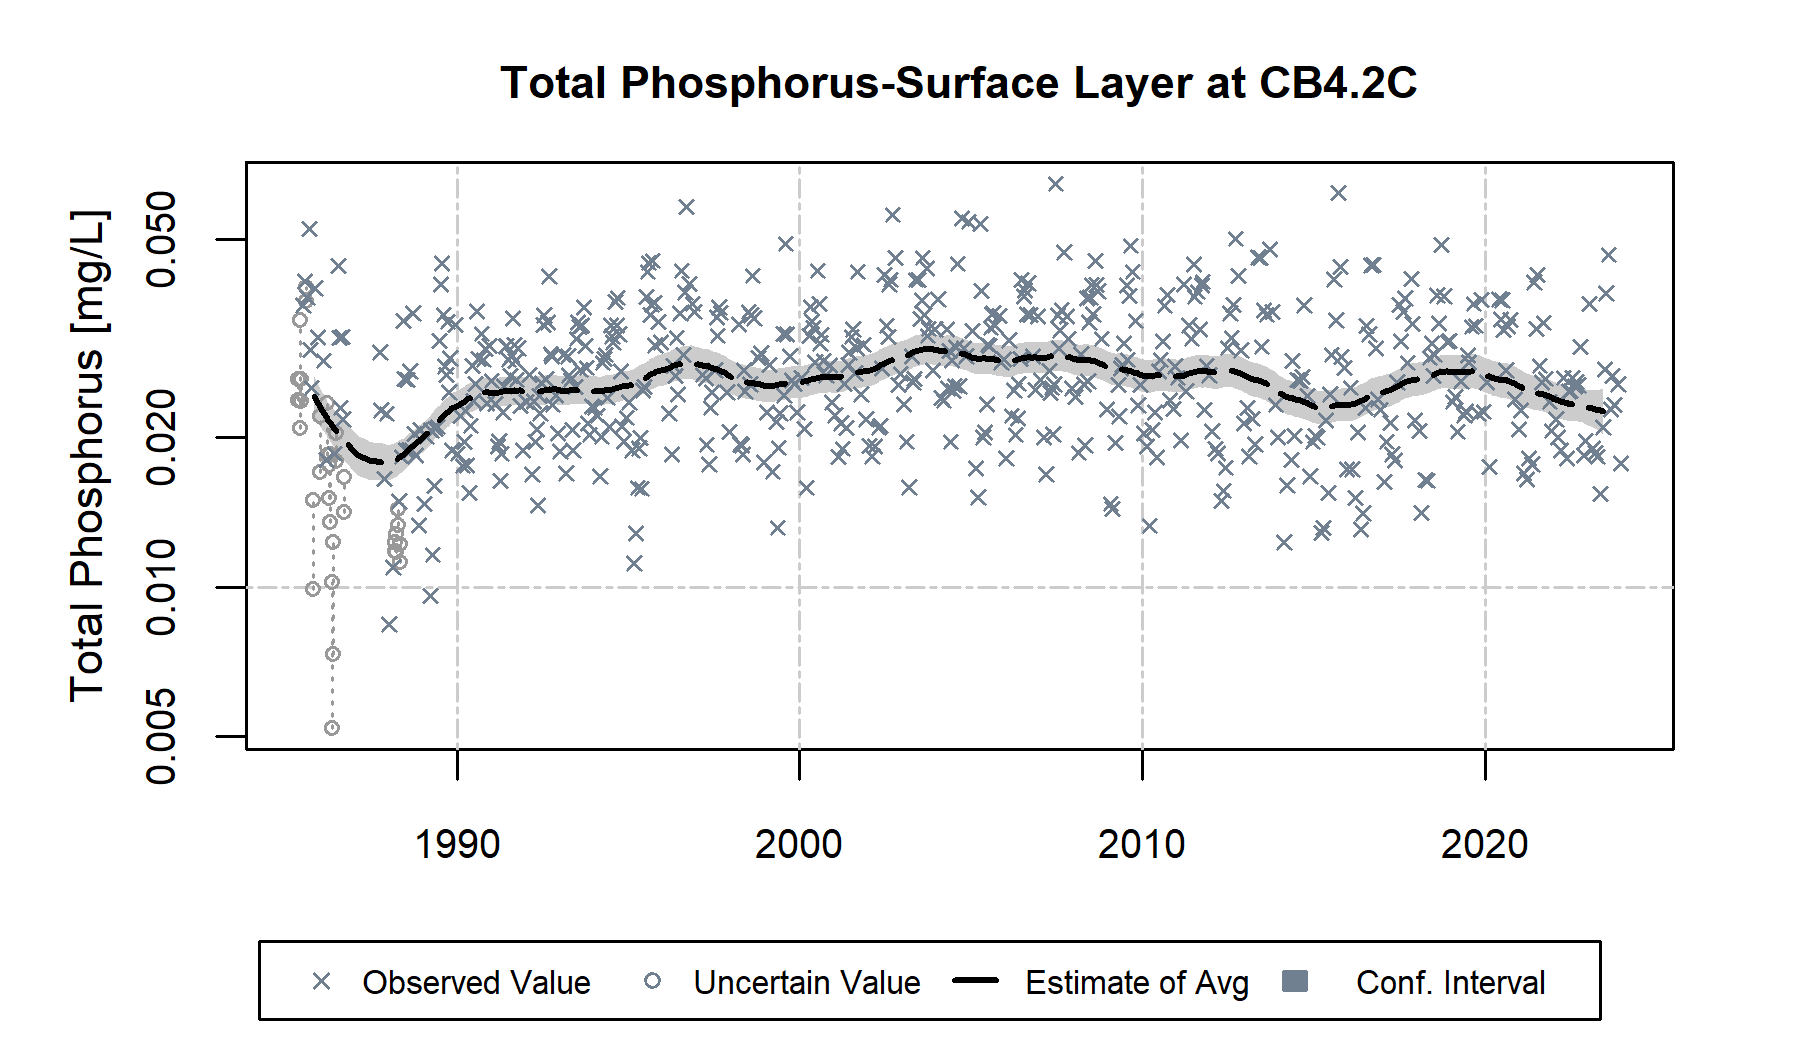 Total Phosphorus-Surface Layer at CB4.2C
Total Phosphorus [mg/L]
0.050
0.020
0.010
0.005
1990 2000 2010 2020
Observed Value Uncertain Value Estimate of Avg Conf. Interval